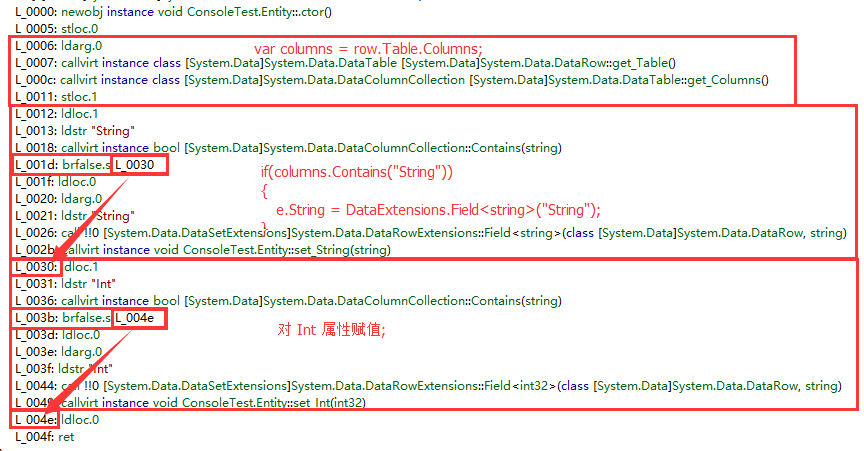 L_0000: newobj instance void ConsoleTest.Entity::.ctor()
L_0005: stloc.0
L_0006: ldarg.0
var columns = row.Table.Columns;
L_0007: callvirt instance class [System.Data]System.Data.DataTable [System.Data]System.Data.DataRow::get_Table()
L_000c: callvirt instance class [System.Data]System.Data.DataColumnCollection [System.Data]System.Data.DataTable::get_Columns()
L_0011: stloc.1
L_0012: ldloc.1
L_0013: ldstr "String"
L_0018: callvirt instance bool [System.Data]System.Data.DataColumnCollection::Contains(string)
L_001d: brfalse.s L_0030
if(columns.Contains("String"))
L_001f: ldloc.0
{
L_0020: ldarg.0
L_0021: ldstr "String"
e.String = DataExtensions.Field<string>("String");
}
L_0026: call !!0 [System.Data.DataSetExtensions]System.Data.DataRowExtensions::Field<string>(class [System.Data]System.Data.DataRow, string)
L_002b: callvirt instance void ConsoleTest.Entity::set_String(string)
L_0030: ldloc.1
L_0031: ldstr "Int"
L_0036: callvirt instance bool [System.Data]System.Data.DataColumnCollection::Contains(string)
L_003b: brfalse.s L_004e
对 Int 属性赋值;
L_003d: ldloc.0
L_003e: ldarg.0
L_003f: ldstr "Int"
L_0044: call !!0 [System.Data.DataSetExtensions]System.Data.DataRowExtensions::Field<int32>(class [System.Data]System.Data.DataRow, string)
L_0049: callvirt instance void ConsoleTest.Entity::set_Int(int32)
L_004e: ldloc.0
L_004f: ret